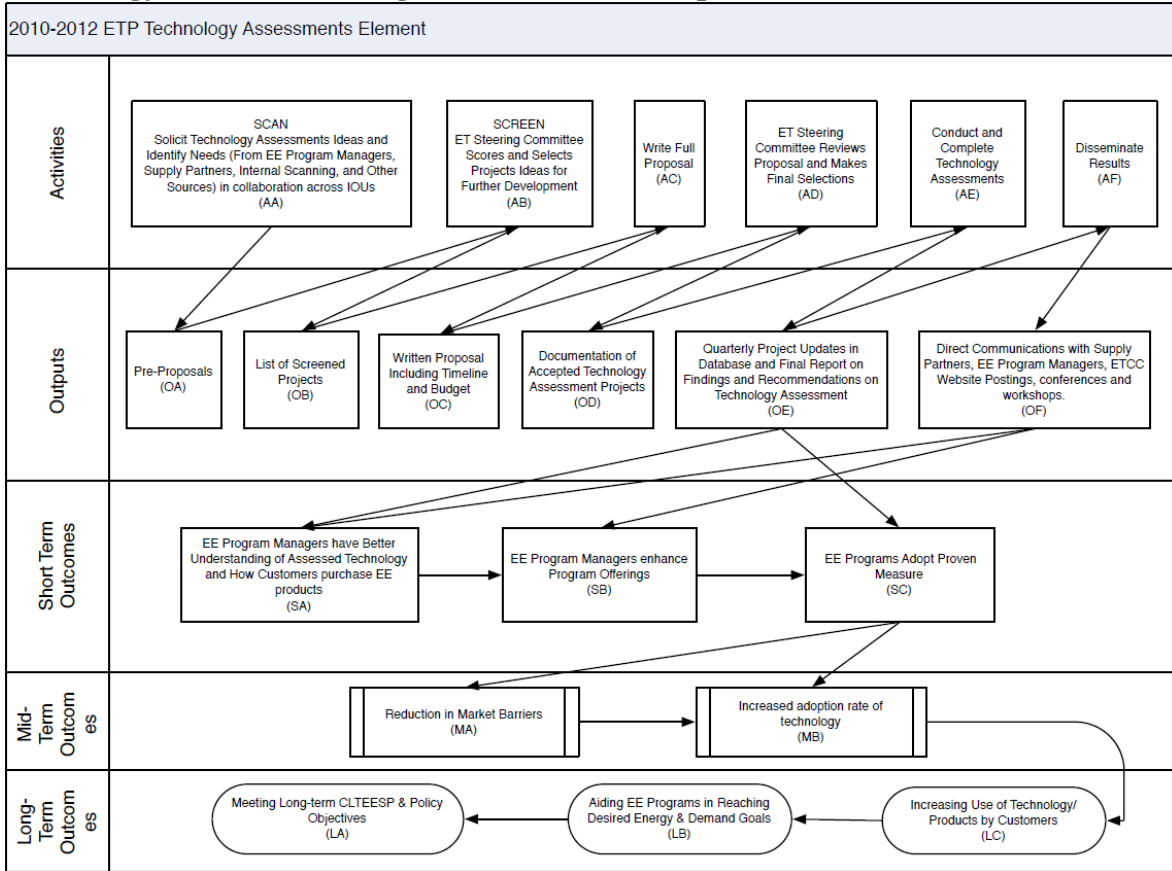 2010-2012 ETP Technology Assessments Element
Activities
SCAN
Solicit Technology Assessments Ideas and
Identify Needs (From EE Program Managers,
Supply Partners, Internal Scanning, and Other
Sources) in collaboration across IOUs
(AA)
SCREEN
ET Steering Committee
Scores and Selects
Projects Ideas for
Further Development
(AB)
Write Full
Proposal
(AC)
ET Steering
Committee Reviews
Proposal and Makes
Final Selections
(AD)
Conduct and
Complete
Technology
Assessments
(AE)
Disseminate
Results
(AF)
Outputs
Pre-Proposals
(OA)
List of Screened
Projects
(OB)
Written Proposal
Including Timeline
and Budget
(OC)
Documentation of
Accepted Technology
Assessment Projects
(OD)
Quarterly Project Updates in
Database and Final Report on
Findings and Recommendations on
Technology Assessment
(OE)
Direct Communications with Supply
Partners, EE Program Managers, ETCC
Website Postings, conferences and
workshops.
(OF)
Short Term
Outcomes
EE Program Managers have Better
Understanding of Assessed Technology
and How Customers purchase EE
products
(SA)
EE Program Managers enhance
Program Offerings
(SB)
EE Programs Adopt Proven
Measure
(SC)
Mid-
Term
Outcom
es
Reduction in Market Barriers
(MA)
Increased adoption rate of
technology
(MB)
Long-
Term
Outcom
es
Meeting Long-term CLTEESP & Policy
Objectives
(LA)
Aiding EE Programs in Reaching
Desired Energy & Demand Goals
(LB)
Increasing Use of Technology/
Products by Customers
(LC)